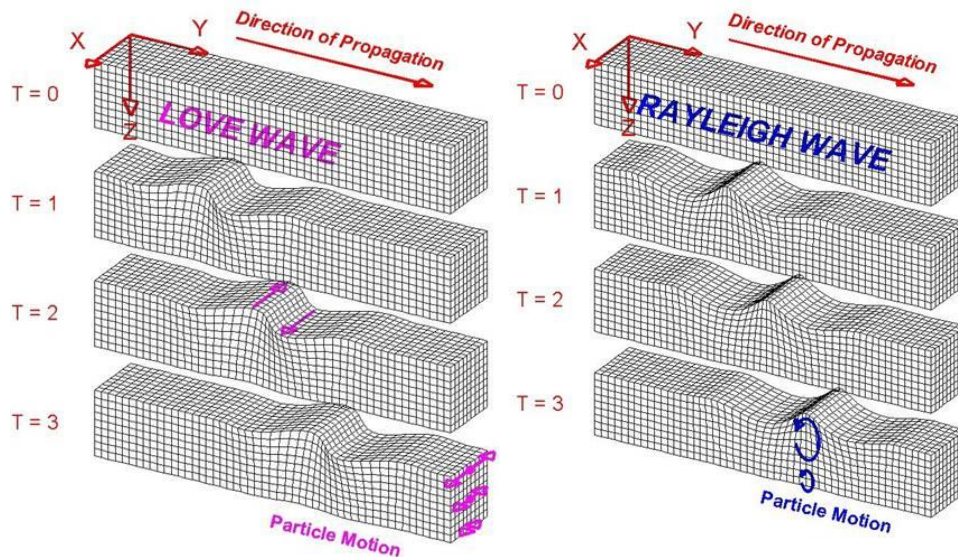 X
Y
Direction of Propagation
T = 0
Z
LOVE WAVE
T = 1
T = 2
T = 3
Particle Motion
X
Y
Direction of Propagation
T = 0
Z
RAYLEIGH WAVE
T = 1
T = 2
T = 3
Particle Motion